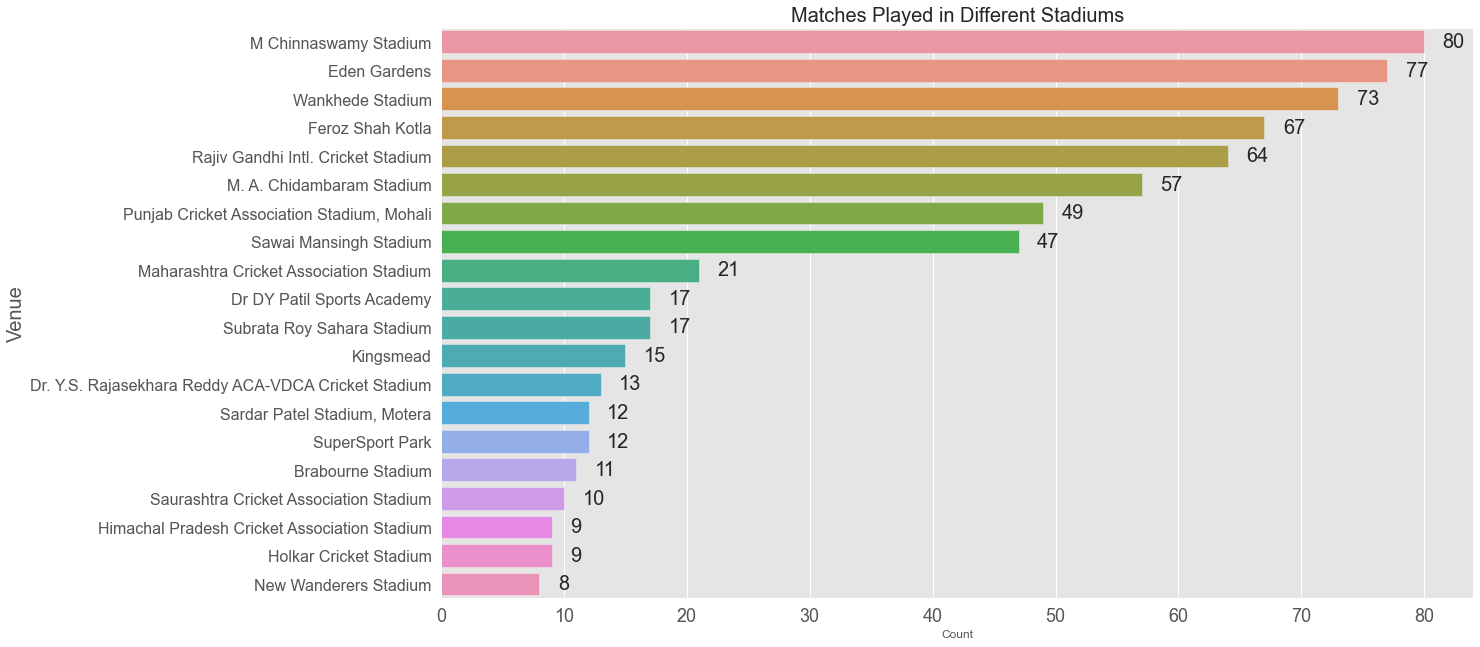 Matches Played in Different Stadiums
M Chinnaswamy Stadium 80
Eden Gardens 77
Wankhede Stadium 73
Feroz Shah Kotla 67
Rajiv Gandhi Intl. Cricket Stadium 64
M. A. Chidambaram Stadium 57
Punjab Cricket Association Stadium, Mohali 49
Sawai Mansingh Stadium 47
Maharashtra Cricket Association Stadium 21
Dr DY Patil Sports Academy 17
Venue
Subrata Roy Sahara Stadium 17
Kingsmead 15
Dr. Y.S. Rajasekhara Reddy ACA-VDCA Cricket Stadium 13
Sardar Patel Stadium, Motera 12
SuperSport Park 12
Brabourne Stadium 11
Saurashtra Cricket Association Stadium 10
Himachal Pradesh Cricket Association Stadium 9
Holkar Cricket Stadium 9
New Wanderers Stadium 8
0 10 20 30 40 50 60 70 80
Count